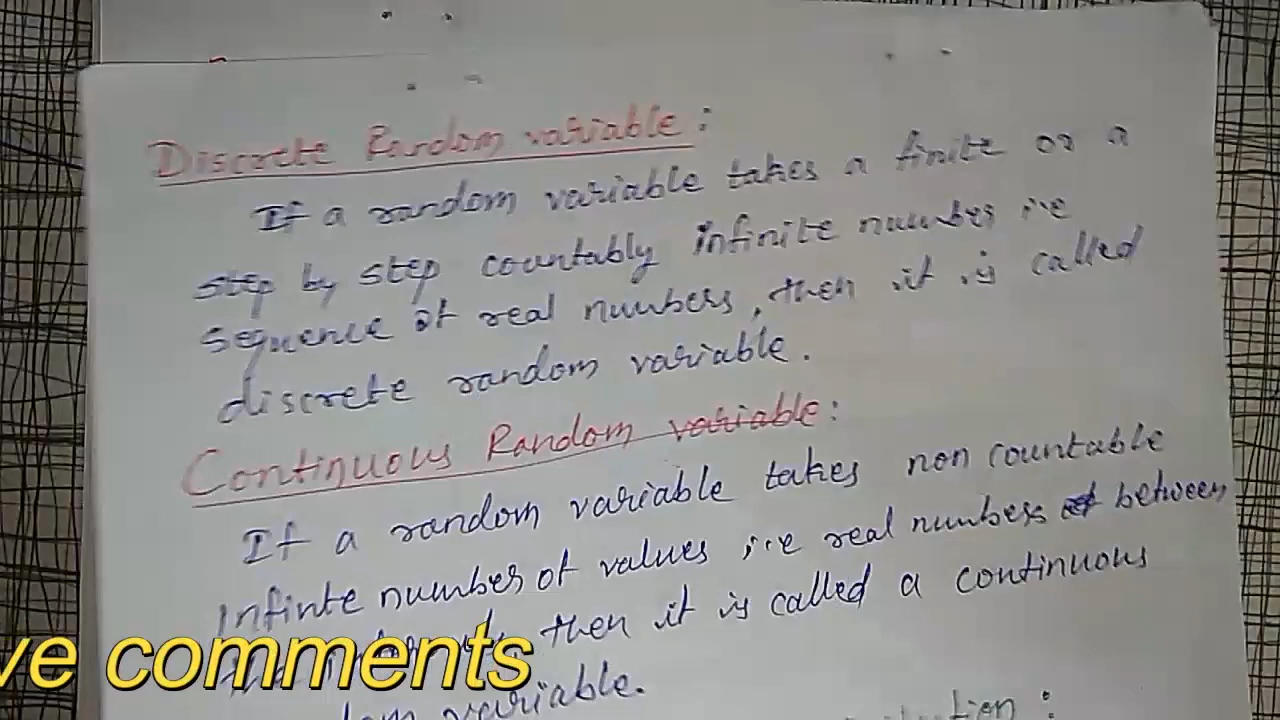 Discrete Random variable:
If a random variable takes a finite or a
step by step countably infinite number i.e
sequence of real numbers, then it is called
discrete random variable.
Continuous Random variable:
If a random variable takes non countable
infinte number of values i.e real numbers between
then it is called a continuous
variable.
ve comments